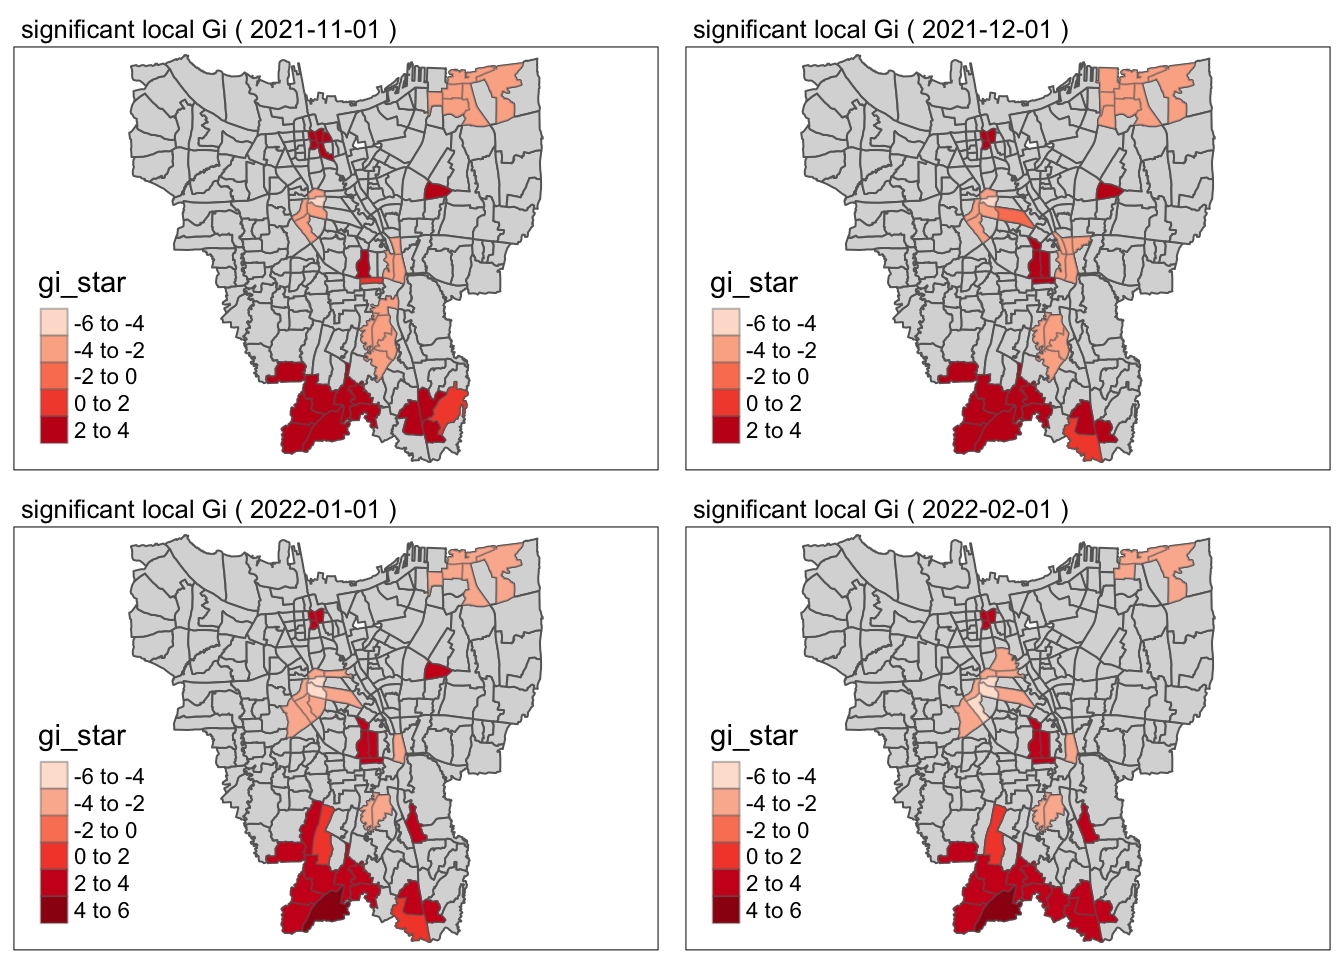 significant local Gi ( 2021-11-01 )
gi_star
-6 to -4
-4 to -2
-2 to 0
0 to 2
2 to 4
significant local Gi ( 2021-12-01 )
gi_star
-6 to -4
-4 to -2
-2 to 0
0 to 2
2 to 4
significant local Gi ( 2022-01-01 )
gi_star
-6 to -4
-4 to -2
-2 to 0
0 to 2
2 to 4
4 to 6
significant local Gi ( 2022-02-01 )
gi_star
-6 to -4
-4 to -2
-2 to 0
0 to 2
2 to 4
4 to 6